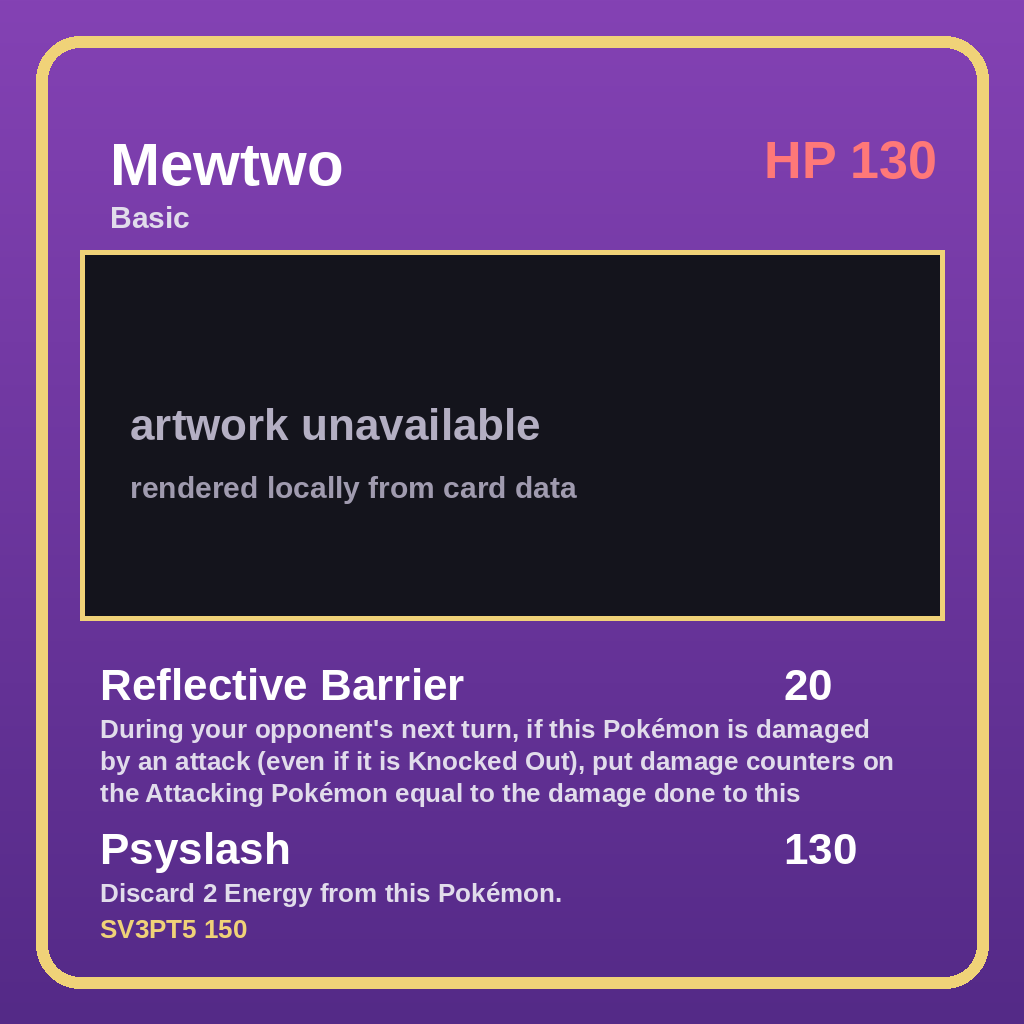 Mewtwo
HP 130
Basic
artwork unavailable
rendered locally from card data
Reflective Barrier 20
During your opponent's next turn, if this Pokémon is damaged
by an attack (even if it is Knocked Out), put damage counters on
the Attacking Pokémon equal to the damage done to this
Psyslash 130
Discard 2 Energy from this Pokémon.
SV3PT5 150